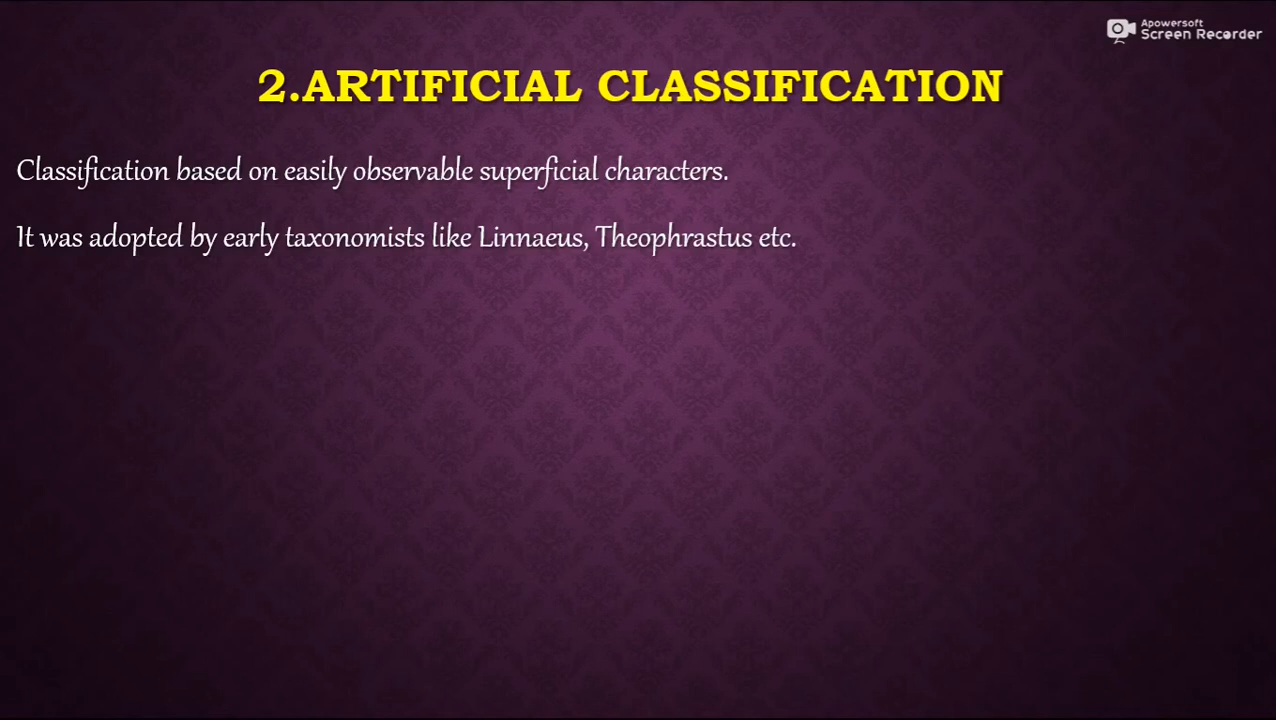 Apowersoft
Screen Recorder
2.ARTIFICIAL CLASSIFICATION
Classification based on easily observable superficial characters.
It was adopted by early taxonomists like Linnaeus, Theophrastus etc.